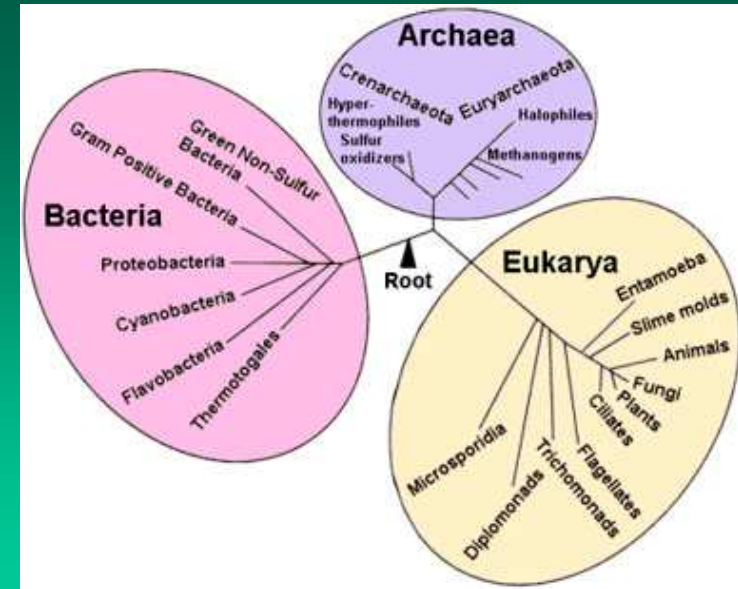 Archaea
Crenarchaeota
Euryarchaeota
Hyper-
thermophiles
Sulfur
oxidizers
Halophiles
Methanogens
Bacteria
Green Non-Sulfur
Bacteria
Gram Positive Bacteria
Proteobacteria
Cyanobacteria
Flavobacteria
Thermotogales
Root
Eukarya
Entamoeba
Slime molds
Animals
Fungi
Plants
Ciliates
Flagellates
Trichomonads
Diplomonads
Microsporidia